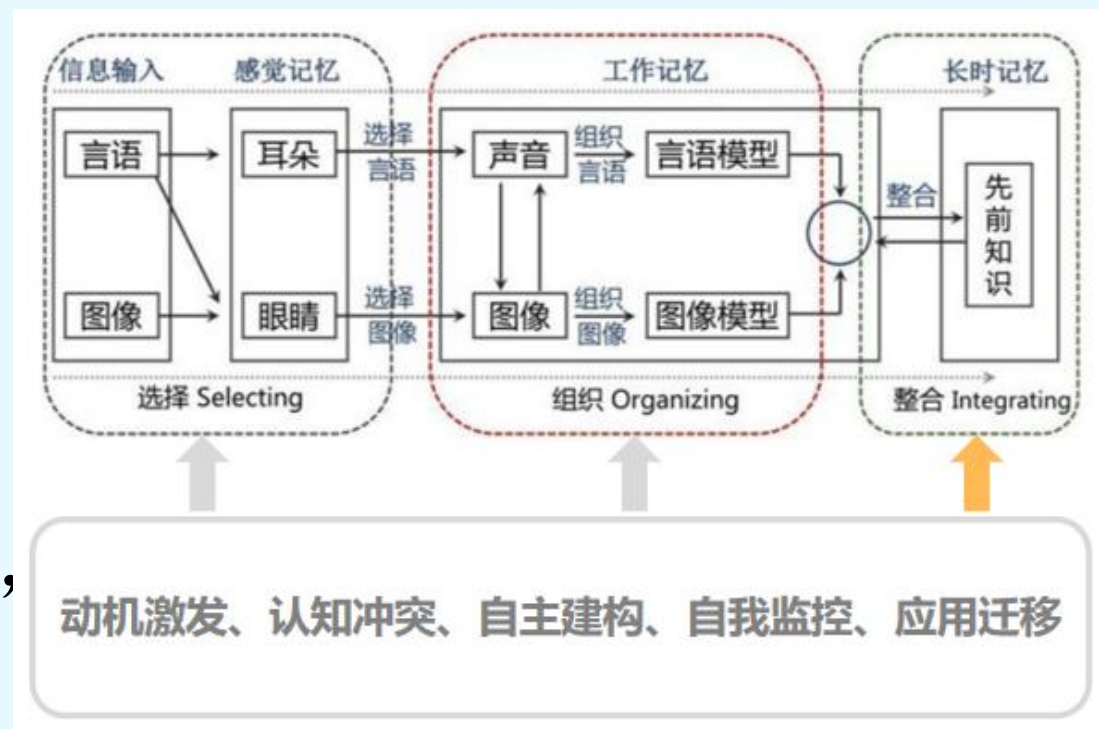 信息输入 感觉记忆 工作记忆 长时记忆
言语 耳朵 选择 言语 声音 组织 言语 言语模型
整合
先前知识
图像 眼睛 选择 图像 图像 组织 图像 图像模型
选择 Selecting 组织 Organizing 整合 Integrating
，
动机激发、认知冲突、自主建构、自我监控、应用迁移